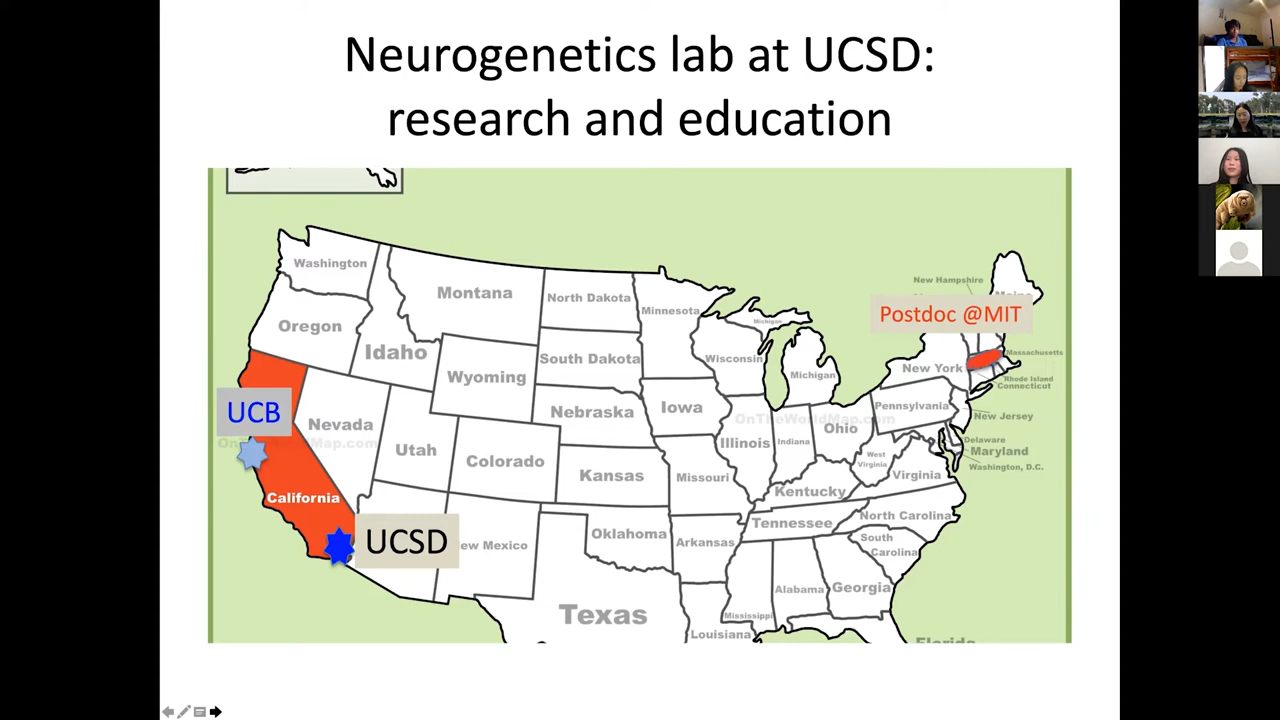 Neurogenetics lab at UCSD:
research and education
Washington
Montana
North Dakota
Minnesota
New Hampshire
Maine
Postdoc @MIT
Oregon
Idaho
Wyoming
South Dakota
Wisconsin
Michigan
Michigan
New York
Massachusetts
Rhode Island
Connecticut
UCB
Nevada
Utah
Colorado
Nebraska
Iowa
Illinois
Indiana
Ohio
Pennsylvania
New Jersey
OnTheWorldMap.com
Delaware
Maryland
Washington, D.C.
West
Virginia
Virginia
California
Kansas
Missouri
Kentucky
UCSD
ew Mexico
Oklahoma
Arkansas
Tennessee
North Carolina
South
Carolina
Texas
Louisiana
Mississippi
Alabama
Georgia
Florida